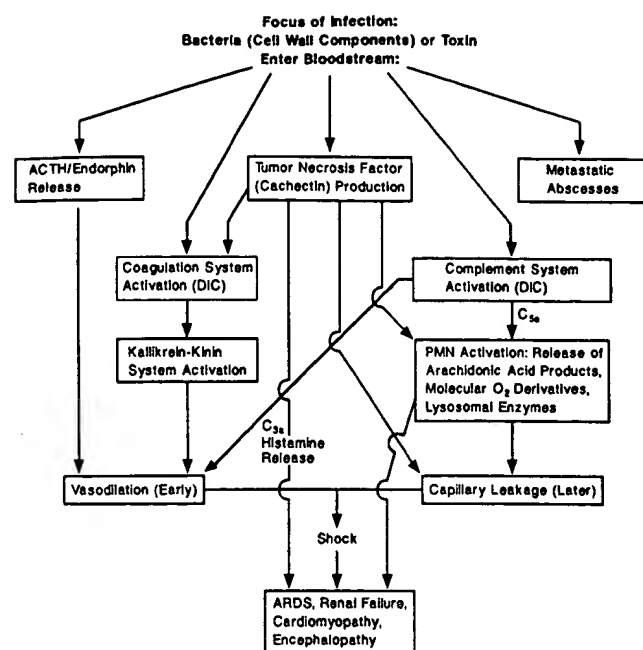 Focus of Infection:
Bacteria (Cell Wall Components) or Toxin
Enter Bloodstream:
ACTH/Endorphin
Release
Tumor Necrosis Factor
(Cachectin) Production
Metastatic
Abscesses
Coagulation System
Activation (DIC)
Complement System
Activation (DIC)
C5a
Kallikrein-Kinin
System Activation
PMN Activation: Release of
Arachidonic Acid Products,
Molecular O2 Derivatives,
Lysosomal Enzymes
C3a
Histamine
Release
Vasodilation (Early)
Capillary Leakage (Later)
Shock
ARDS, Renal Failure,
Cardiomyopathy,
Encephalopathy